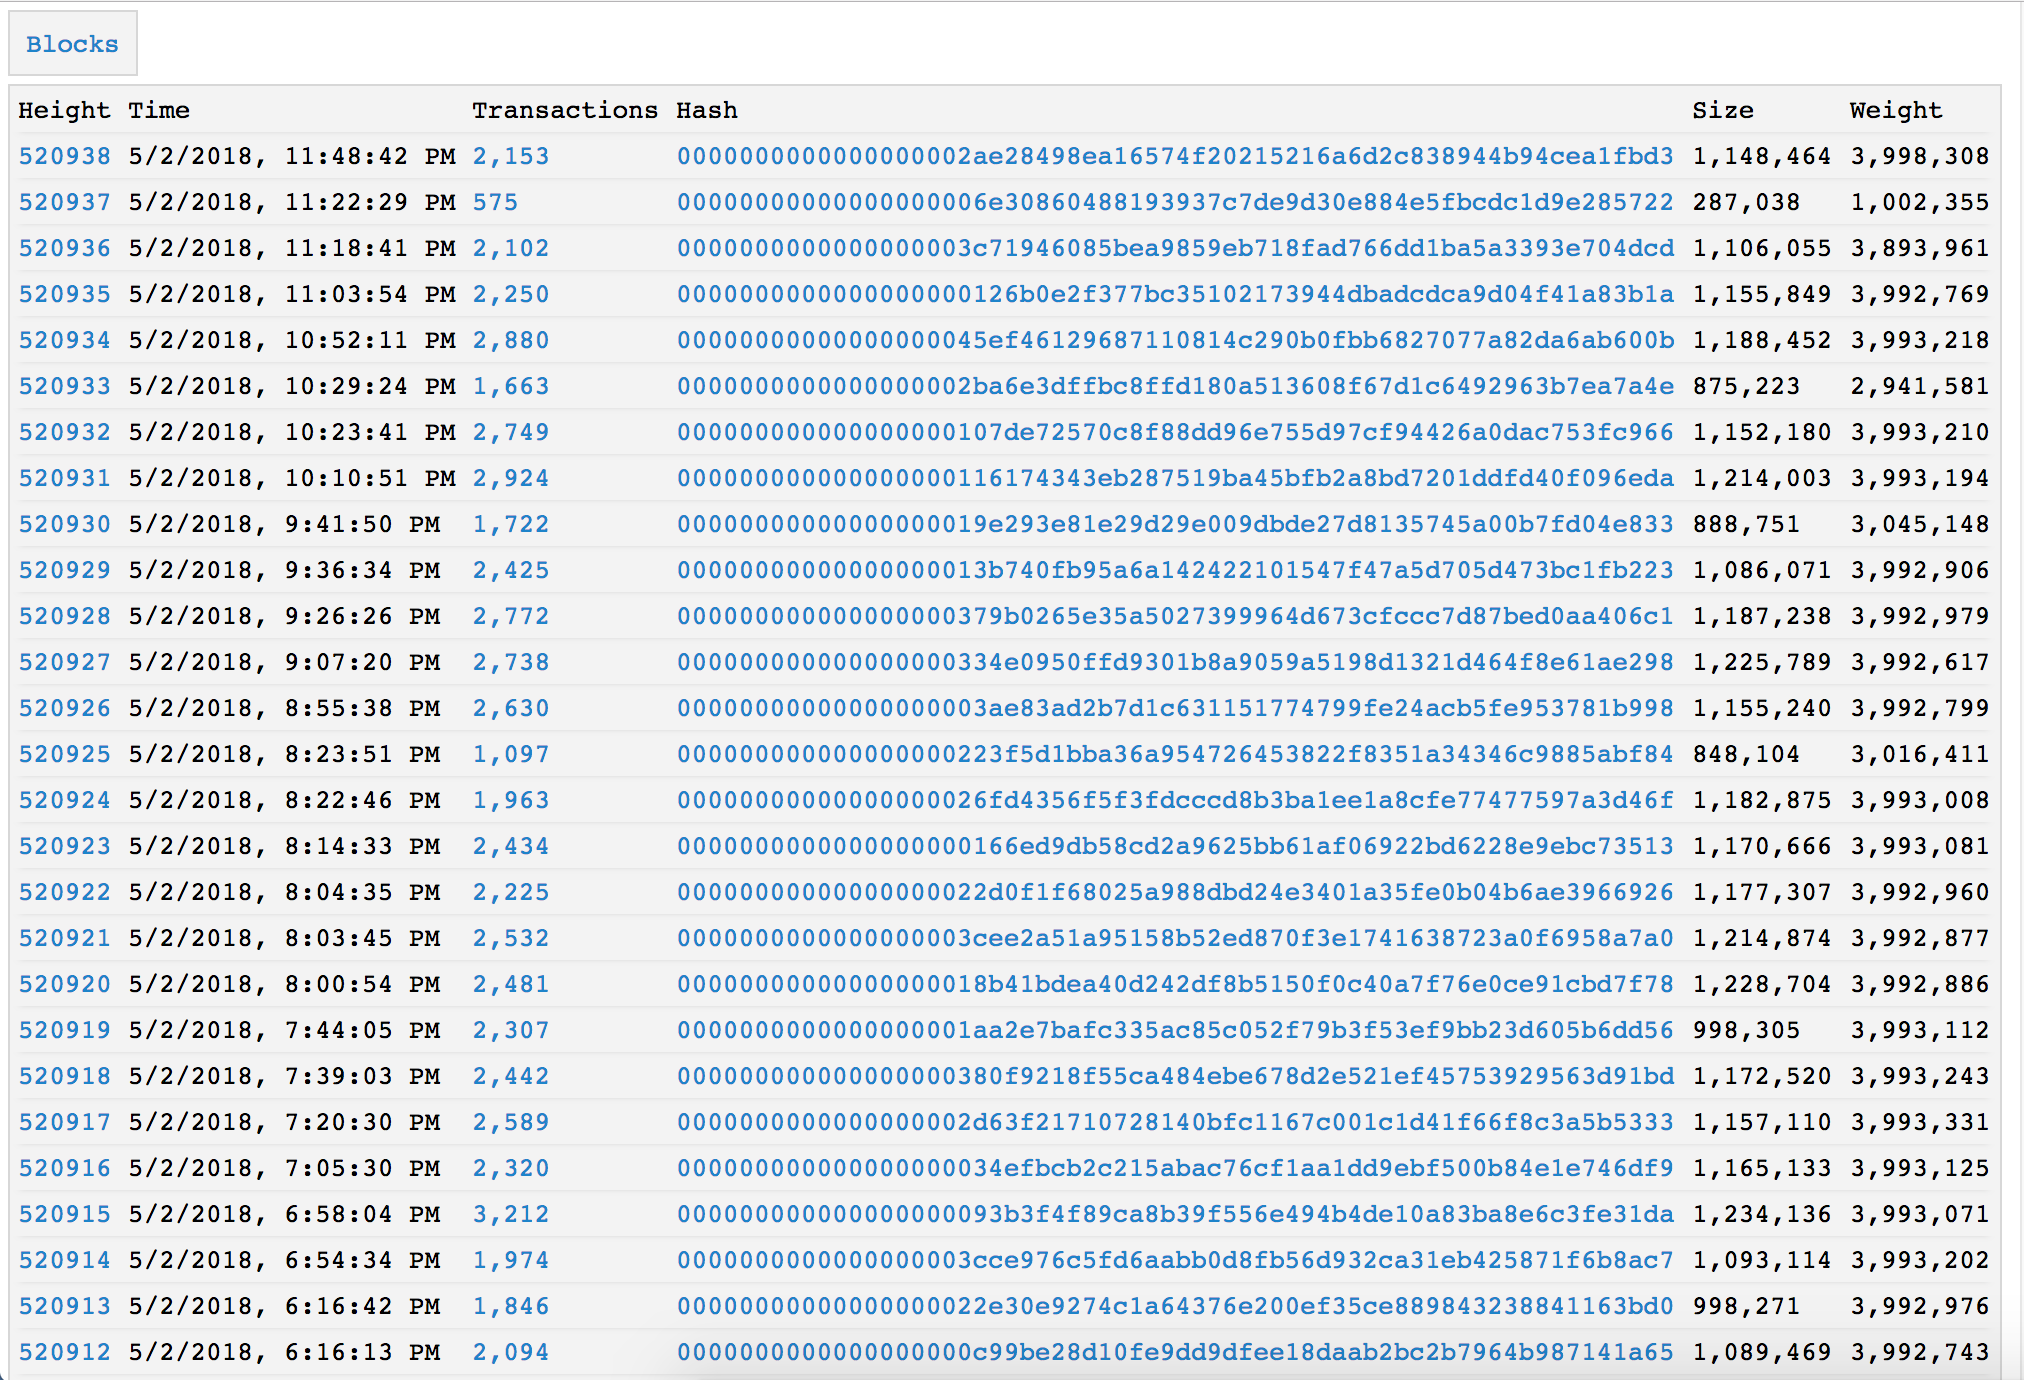 Blocks
Height Time Transactions Hash Size Weight
520938 5/2/2018, 11:48:42 PM 2,153 0000000000000000002ae28498ea16574f20215216a6d2c838944b94cea1fbd3 1,148,464 3,998,308
520937 5/2/2018, 11:22:29 PM 575 00000000000000000006e30860488193937c7de9d30e884e5fbcdc1d9e285722 287,038 1,002,355
520936 5/2/2018, 11:18:41 PM 2,102 0000000000000000003c71946085bea9859eb718fad766dd1ba5a3393e704dcd 1,106,055 3,893,961
520935 5/2/2018, 11:03:54 PM 2,250 0000000000000000000126b0e2f377bc35102173944dbadcdca9d04f41a83b1a 1,155,849 3,992,769
520934 5/2/2018, 10:52:11 PM 2,880 00000000000000000045ef46129687110814c290b0fbb6827077a82da6ab600b 1,188,452 3,993,218
520933 5/2/2018, 10:29:24 PM 1,663 0000000000000000002ba6e3dffbc8ffd180a513608f67d1c6492963b7ea7a4e 875,223 2,941,581
520932 5/2/2018, 10:23:41 PM 2,749 000000000000000000107de72570c8f88dd96e755d97cf94426a0dac753fc966 1,152,180 3,993,210
520931 5/2/2018, 10:10:51 PM 2,924 000000000000000000116174343eb287519ba45bfb2a8bd7201ddfd40f096eda 1,214,003 3,993,194
520930 5/2/2018, 9:41:50 PM 1,722 00000000000000000019e293e81e29d29e009dbde27d8135745a00b7fd04e833 888,751 3,045,148
520929 5/2/2018, 9:36:34 PM 2,425 00000000000000000013b740fb95a6a142422101547f47a5d705d473bc1fb223 1,086,071 3,992,906
520928 5/2/2018, 9:26:26 PM 2,772 000000000000000000379b0265e35a5027399964d673cfccc7d87bed0aa406c1 1,187,238 3,992,979
520927 5/2/2018, 9:07:20 PM 2,738 000000000000000000334e0950ffd9301b8a9059a5198d1321d464f8e61ae298 1,225,789 3,992,617
520926 5/2/2018, 8:55:38 PM 2,630 00000000000000000003ae83ad2b7d1c631151774799fe24acb5fe953781b998 1,155,240 3,992,799
520925 5/2/2018, 8:23:51 PM 1,097 000000000000000000223f5d1bba36a954726453822f8351a34346c9885abf84 848,104 3,016,411
520924 5/2/2018, 8:22:46 PM 1,963 00000000000000000026fd4356f5f3fdcccd8b3ba1ee1a8cfe77477597a3d46f 1,182,875 3,993,008
520923 5/2/2018, 8:14:33 PM 2,434 0000000000000000000166ed9db58cd2a9625bb61af06922bd6228e9ebc73513 1,170,666 3,993,081
520922 5/2/2018, 8:04:35 PM 2,225 00000000000000000022d0f1f68025a988dbd24e3401a35fe0b04b6ae3966926 1,177,307 3,992,960
520921 5/2/2018, 8:03:45 PM 2,532 0000000000000000003cee2a51a95158b52ed870f3e1741638723a0f6958a7a0 1,214,874 3,992,877
520920 5/2/2018, 8:00:54 PM 2,481 00000000000000000018b41bdea40d242df8b5150f0c40a7f76e0ce91cbd7f78 1,228,704 3,992,886
520919 5/2/2018, 7:44:05 PM 2,307 0000000000000000001aa2e7bafc335ac85c052f79b3f53ef9bb23d605b6dd56 998,305 3,993,112
520918 5/2/2018, 7:39:03 PM 2,442 000000000000000000380f9218f55ca484ebe678d2e521ef45753929563d91bd 1,172,520 3,993,243
520917 5/2/2018, 7:20:30 PM 2,589 0000000000000000002d63f21710728140bfc1167c001c1d41f66f8c3a5b5333 1,157,110 3,993,331
520916 5/2/2018, 7:05:30 PM 2,320 00000000000000000034efbcb2c215abac76cf1aa1dd9ebf500b84e1e746df9 1,165,133 3,993,125
520915 5/2/2018, 6:58:04 PM 3,212 00000000000000000093b3f4f89ca8b39f556e494b4de10a83ba8e6c3fe31da 1,234,136 3,993,071
520914 5/2/2018, 6:54:34 PM 1,974 0000000000000000003cce976c5fd6aabb0d8fb56d932ca31eb425871f6b8ac7 1,093,114 3,993,202
520913 5/2/2018, 6:16:42 PM 1,846 00000000000000000022e30e9274c1a64376e200ef35ce889843238841163bd0 998,271 3,992,976
520912 5/2/2018, 6:16:13 PM 2,094 0000000000000000000c99be28d10fe9dd9dfee18daab2bc2b7964b987141a65 1,089,469 3,992,743